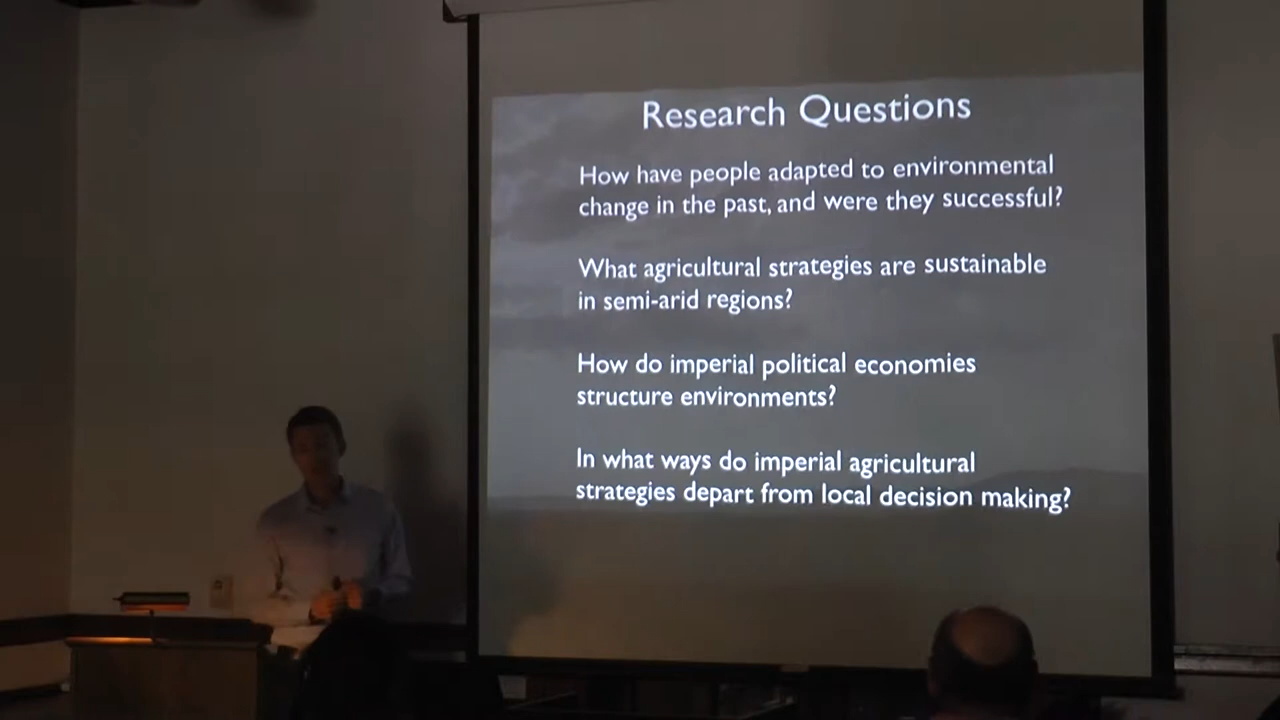 Research Questions
How have people adapted to environmental
change in the past, and were they successful?
What agricultural strategies are sustainable
in semi-arid regions?
How do imperial political economies
structure environments?
In what ways do imperial agricultural
strategies depart from local decision making?